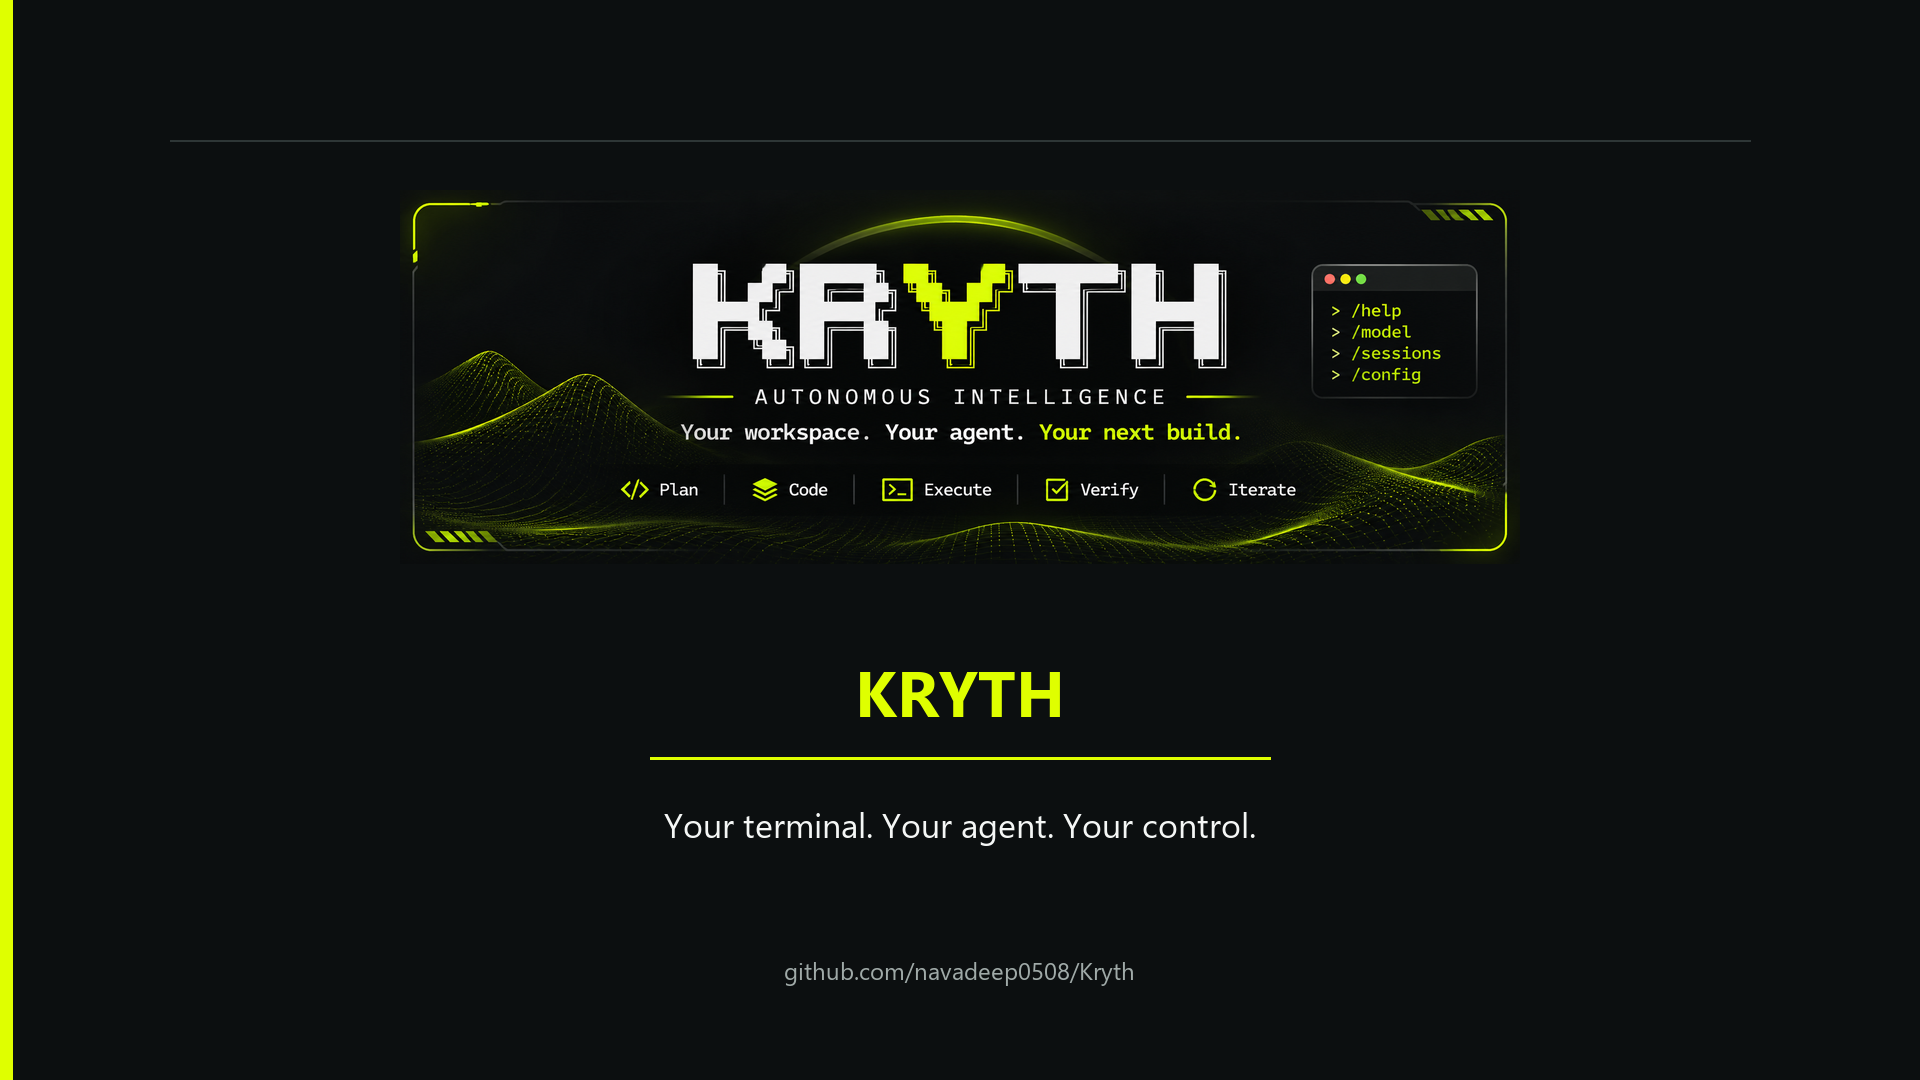 KRYTH
> /help
> /model
> /sessions
> /config
AUTONOMOUS INTELLIGENCE
Your workspace. Your agent. Your next build.
Plan
Code
Execute
Verify
Iterate
KRYTH
Your terminal. Your agent. Your control.
github.com/navadeep0508/Kryth